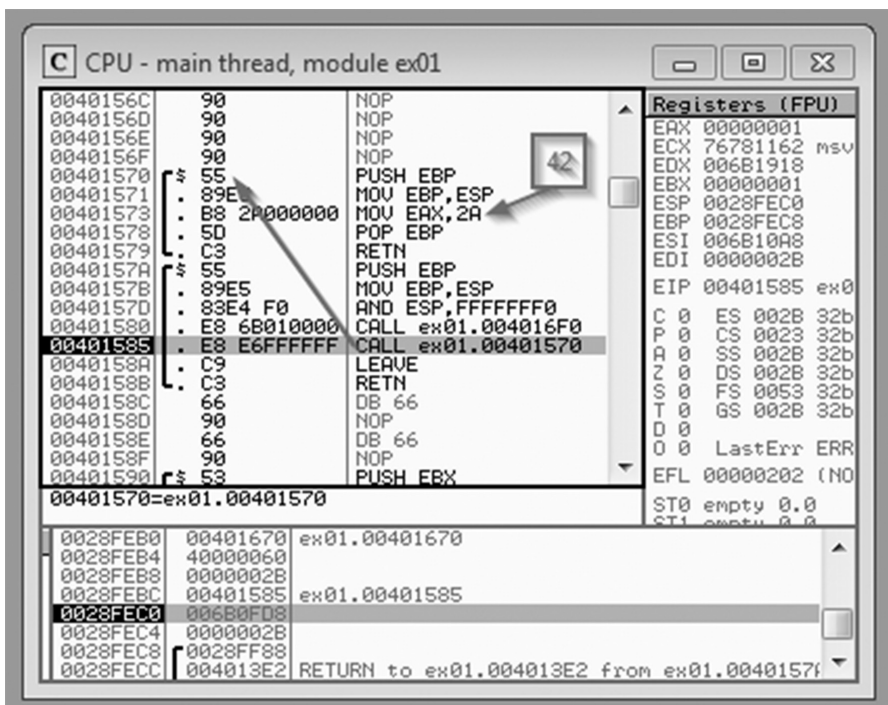 C CPU - main thread, module ex01
0040156C 90 NOP
0040156D 90 NOP
0040156E 90 NOP
0040156F 90 NOP
00401570 $ 55 PUSH EBP
00401571 . 89E5 MOV EBP,ESP
00401573 . B8 2A000000 MOV EAX,2A
00401578 . 5D POP EBP
00401579 . C3 RETN
0040157A $ 55 PUSH EBP
0040157B . 89E5 MOV EBP,ESP
0040157D . 83E4 F0 AND ESP,FFFFFFF0
00401580 . E8 6B010000 CALL ex01.004016F0
00401585 . E8 E6FFFFFF CALL ex01.00401570
0040158A . C9 LEAVE
0040158B . C3 RETN
0040158C 66 DB 66
0040158D 90 NOP
0040158E 66 DB 66
0040158F 90 NOP
00401590 $ 53 PUSH EBX
42
00401570=ex01.00401570
Registers (FPU)
EAX 00000001
ECX 76781162 msv
EDX 006B1918
EBX 00000001
ESP 0028FEC0
EBP 0028FEC8
ESI 006B10A8
EDI 0000002B
EIP 00401585 ex0
C 0 ES 002B 32b
P 0 CS 0023 32b
A 0 SS 002B 32b
Z 0 DS 002B 32b
S 0 FS 0053 32b
T 0 GS 002B 32b
D 0
O 0 LastErr ERR
EFL 00000202 (NO
ST0 empty 0.0
ST1 empty 0.0
0028FEB0 00401670 ex01.00401670
0028FEB4 40000060
0028FEB8 0000002B
0028FEBC 00401585 ex01.00401585
0028FEC0 006B0FD8
0028FEC4 0000002B
0028FEC8 0028FF88
0028FECC 004013E2 RETURN to ex01.004013E2 from ex01.0040157A